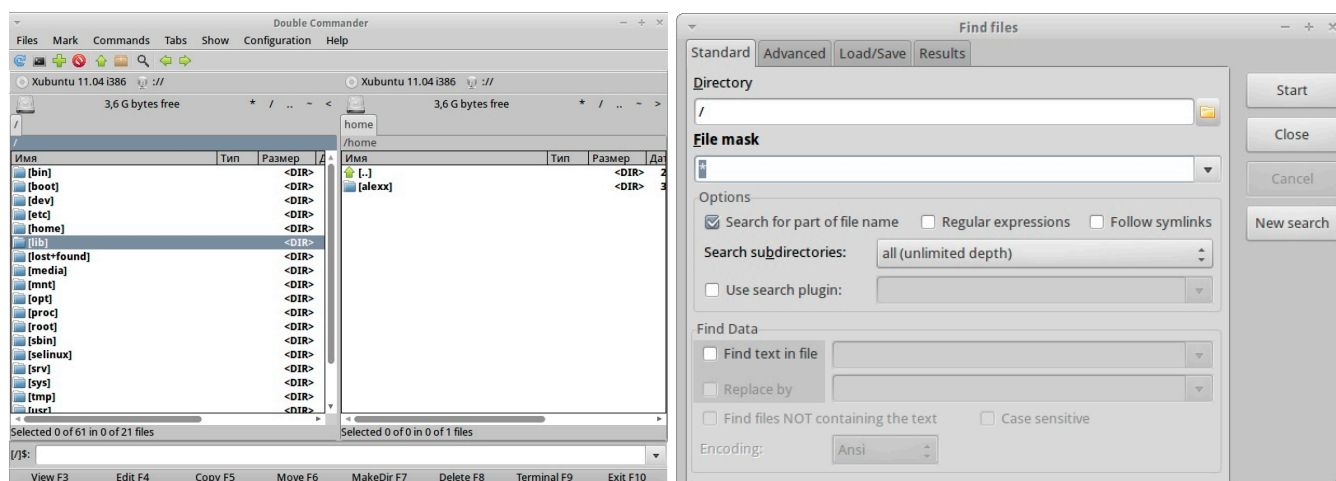 Double Commander
Files Mark Commands Tabs Show Configuration Help
Xubuntu 11.04 i386 :// Xubuntu 11.04 i386 ://
3,6 G bytes free * / .. ~ < 3,6 G bytes free * / .. ~ >
/ home
/ /home
Имя Тип Размер Имя Тип Размер Дат
[bin] <DIR> [..] <DIR> 2
[boot] <DIR> [alexx] <DIR> 3
[dev] <DIR>
[etc] <DIR>
[home] <DIR>
[lib] <DIR>
[lost+found] <DIR>
[media] <DIR>
[mnt] <DIR>
[opt] <DIR>
[proc] <DIR>
[root] <DIR>
[sbin] <DIR>
[selinux] <DIR>
[srv] <DIR>
[sys] <DIR>
[tmp] <DIR>
[usr] <DIR>
Selected 0 of 61 in 0 of 21 files Selected 0 of 0 in 0 of 1 files
[/]$:
View F3 Edit F4 Copy F5 Move F6 MakeDir F7 Delete F8 Terminal F9 Exit F10
Find files
Standard Advanced Load/Save Results
Directory
/
File mask
*
Options
Search for part of file name Regular expressions Follow symlinks
Search subdirectories: all (unlimited depth)
Use search plugin:
Find Data
Find text in file
Replace by
Find files NOT containing the text Case sensitive
Encoding: Ansi
Start
Close
Cancel
New search